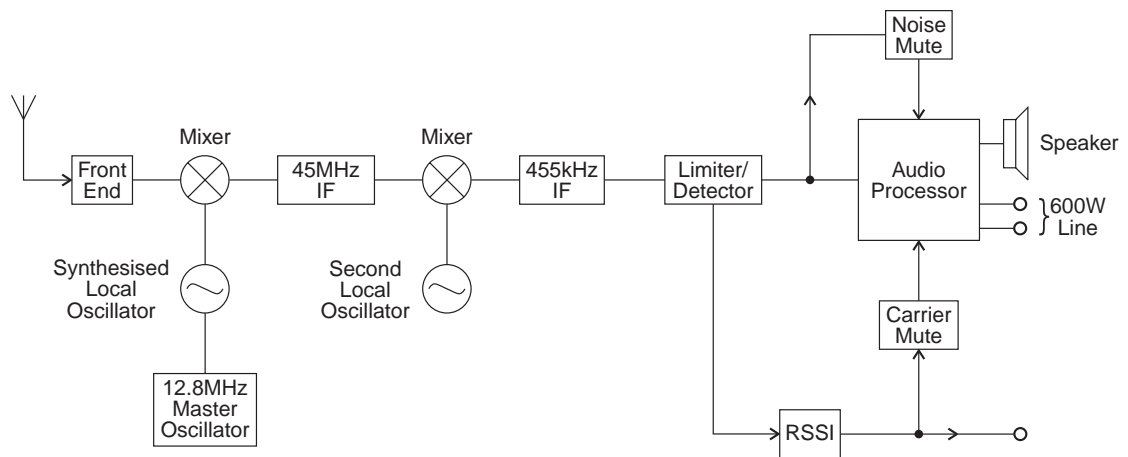 Noise
Mute
Mixer
Mixer
Speaker
Front
End
45MHz
IF
455kHz
IF
Limiter/
Detector
Audio
Processor
600W
Line
Synthesised
Local
Oscillator
Second
Local
Oscillator
Carrier
Mute
12.8MHz
Master
Oscillator
RSSI